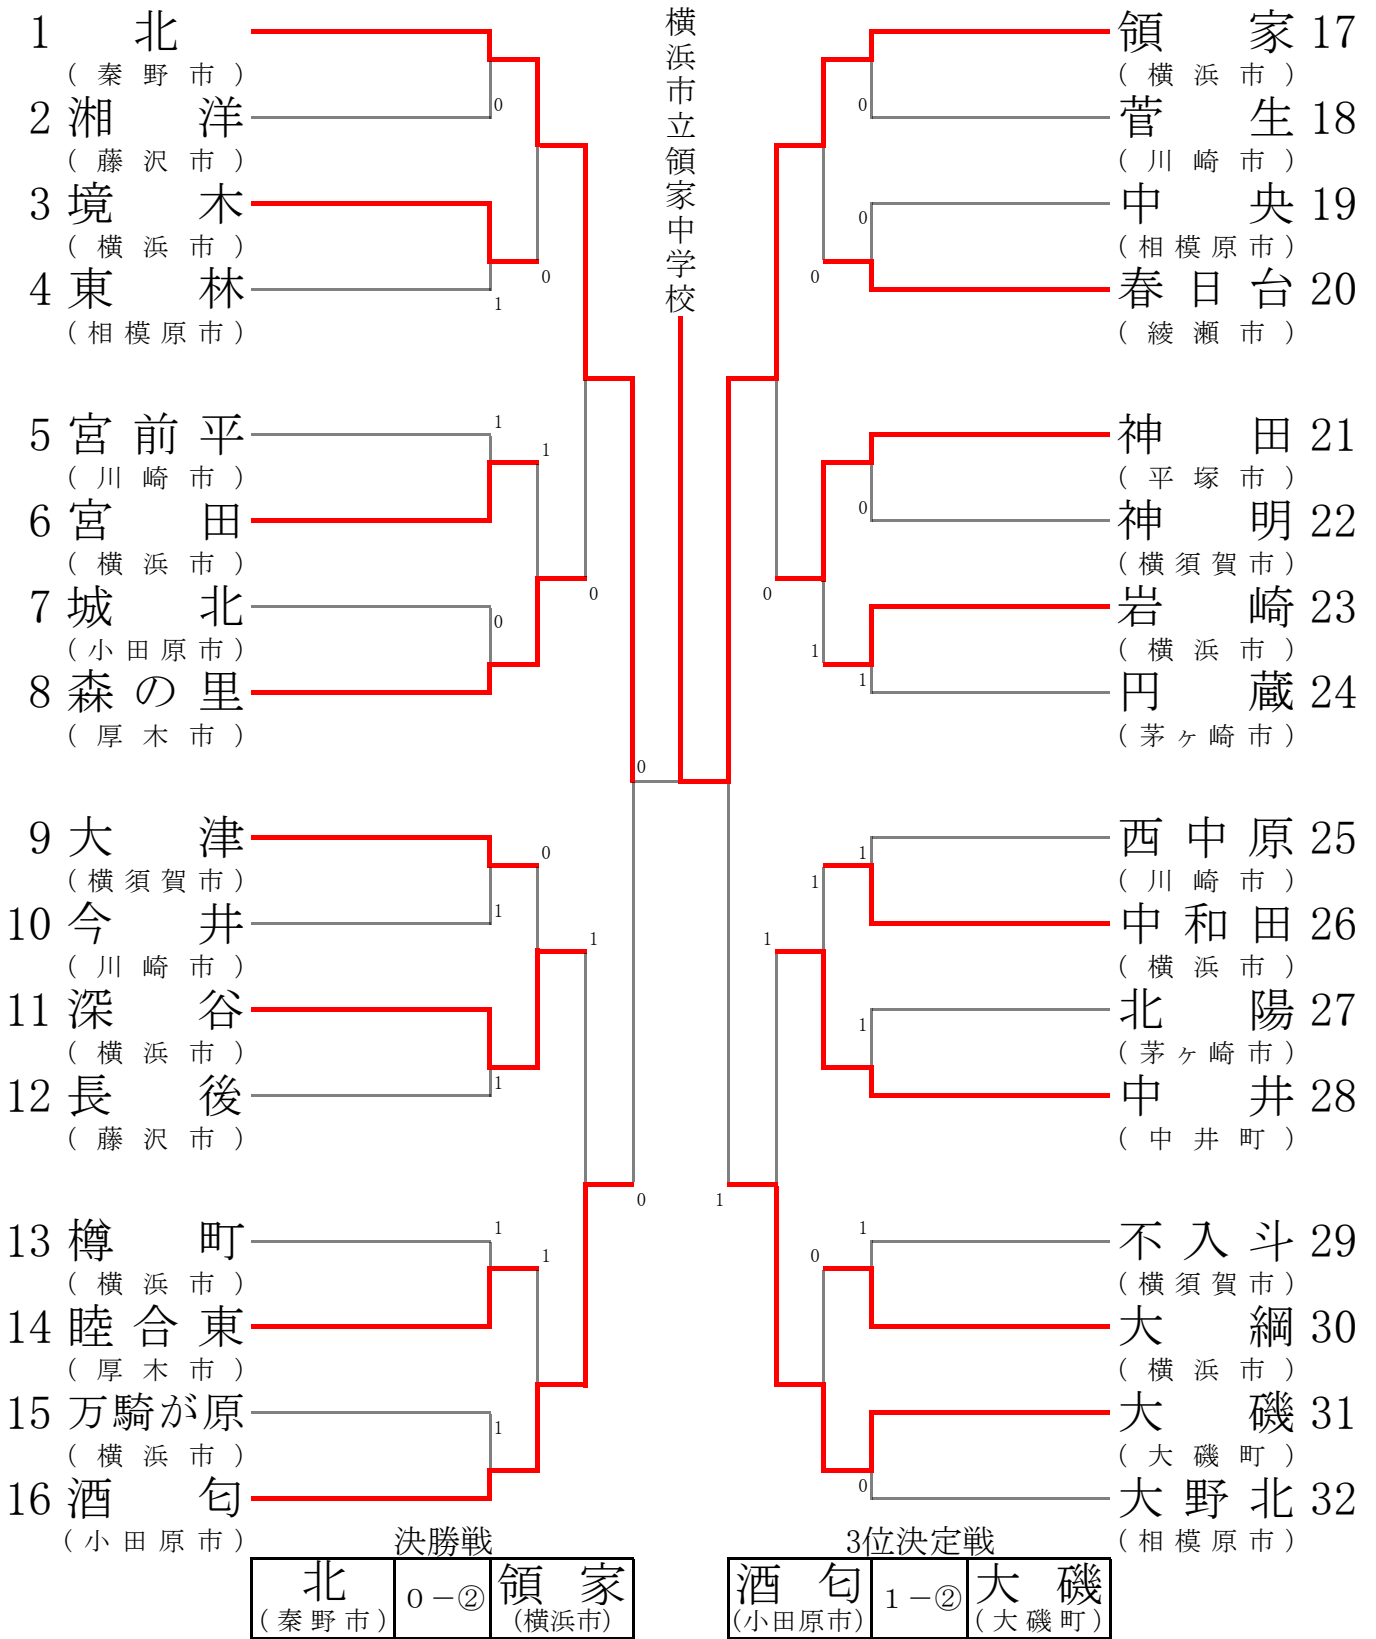 横浜市立領家中学校
1 北
(秦野市)
0
2 湘洋
(藤沢市)
3 境木
(横浜市)
0
4 東林
1
(相模原市)
5 宮前平
1
1
(川崎市)
6 宮田
(横浜市)
0
7 城北
0
(小田原市)
8 森の里
(厚木市)
0
9 大津
0
(横須賀市)
10 今井
1
1
(川崎市)
11 深谷
(横浜市)
12 長後
1
(藤沢市)
0
13 樽町
1
1
(横浜市)
14 睦合東
(厚木市)
15 万騎が原
1
(横浜市)
16 酒匂
(小田原市)
領家 17
(横浜市)
0
菅生 18
(川崎市)
中央 19
0
(相模原市)
0
春日台 20
(綾瀬市)
神田 21
(平塚市)
0
神明 22
(横須賀市)
0
岩崎 23
(横浜市)
1
1
円蔵 24
(茅ヶ崎市)
西中原 25
1
1
(川崎市)
中和田 26
1
(横浜市)
北陽 27
1
(茅ヶ崎市)
中井 28
(中井町)
1
不入斗 29
1
0
(横須賀市)
大綱 30
(横浜市)
大磯 31
(大磯町)
0
大野北 32
(相模原市)
決勝戦
北 0-② 領家
(秦野市) (横浜市)
3位決定戦
酒匂 1-② 大磯
(小田原市) (大磯町)